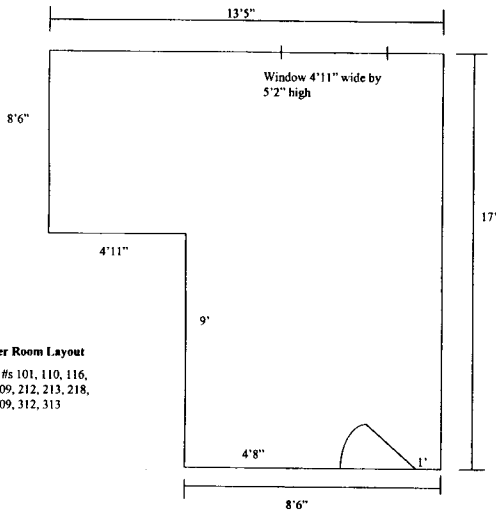 13'5"
Window 4'11" wide by
5'2" high
8'6"
17'
4'11"
9'
er Room Layout
#s 101, 110, 116,
09, 212, 213, 218,
09, 312, 313
4'8"
1'
8'6"